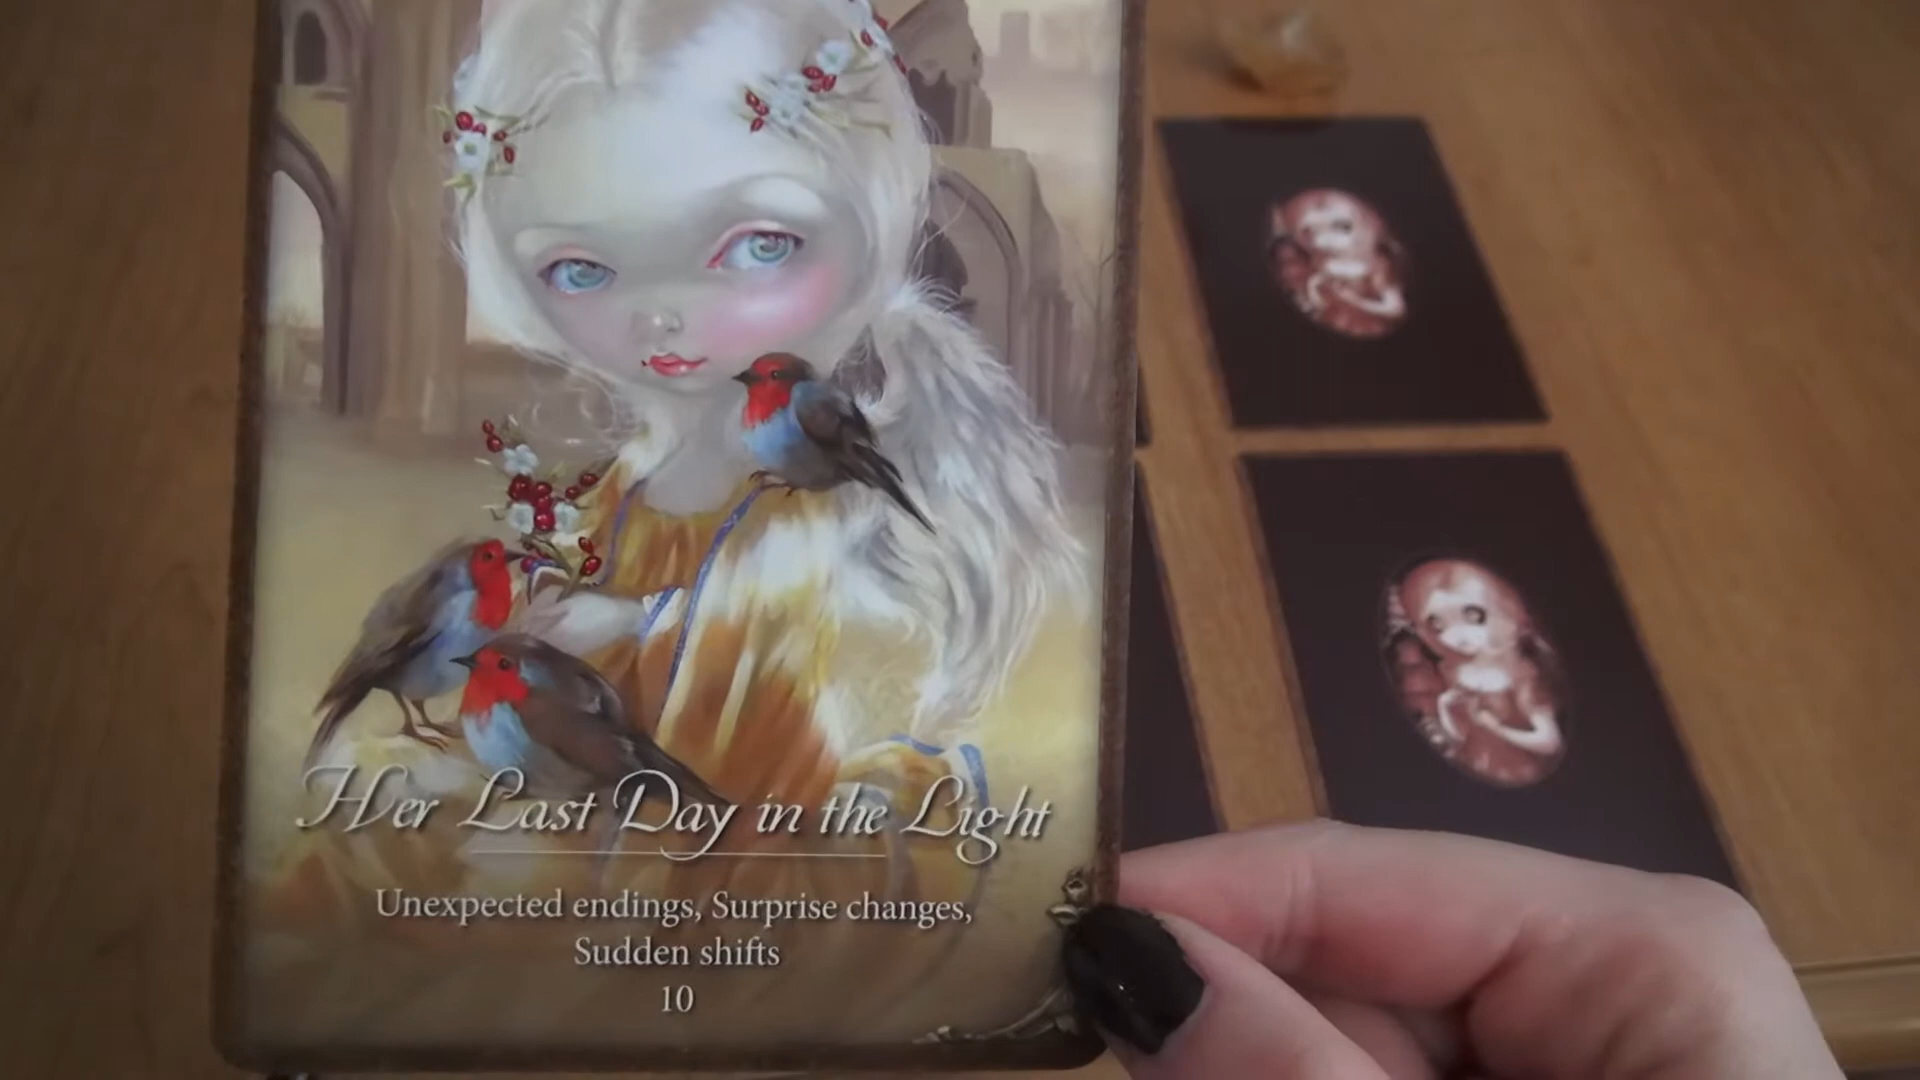 Her Last Day in the Light
Unexpected endings, Surprise changes,
Sudden shifts
10